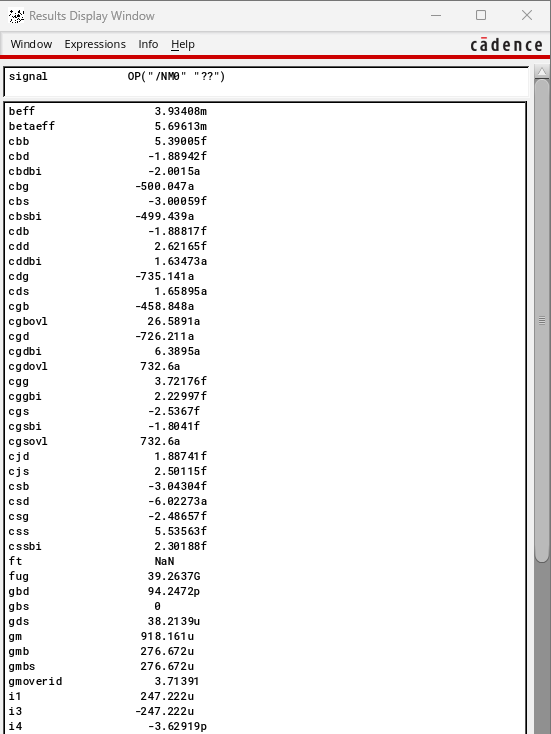 Results Display Window
Window Expressions Info Help
cādence
signal OP("/NM0" "??")
beff 3.93408m
betaeff 5.69613m
cbb 5.39005f
cbd -1.88942f
cbdbi -2.0015a
cbg -500.047a
cbs -3.00059f
cbsbi -499.439a
cdb -1.88817f
cdd 2.62165f
cddbi 1.63473a
cdg -735.141a
cds 1.65895a
cgb -458.848a
cgbovl 26.5891a
cgd -726.211a
cgdbi 6.3895a
cgdovl 732.6a
cgg 3.72176f
cggbi 2.22997f
cgs -2.5367f
cgsbi -1.8041f
cgsovl 732.6a
cjd 1.88741f
cjs 2.50115f
csb -3.04304f
csd -6.02273a
csg -2.48657f
css 5.53563f
cssbi 2.30188f
ft NaN
fug 39.2637G
gbd 94.2472p
gbs 0
gds 38.2139u
gm 918.161u
gmb 276.672u
gmbs 276.672u
gmoverid 3.71391
i1 247.222u
i3 -247.222u
i4 -3.62919p